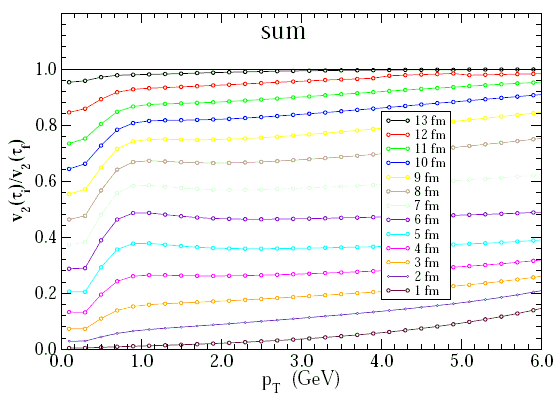 sum
1.0
0.8
0.6
0.4
0.2
0.0
v2(τi)/v2(τf)
13 fm
12 fm
11 fm
10 fm
9 fm
8 fm
7 fm
6 fm
5 fm
4 fm
3 fm
2 fm
1 fm
0.0 1.0 2.0 3.0 4.0 5.0 6.0
pT (GeV)